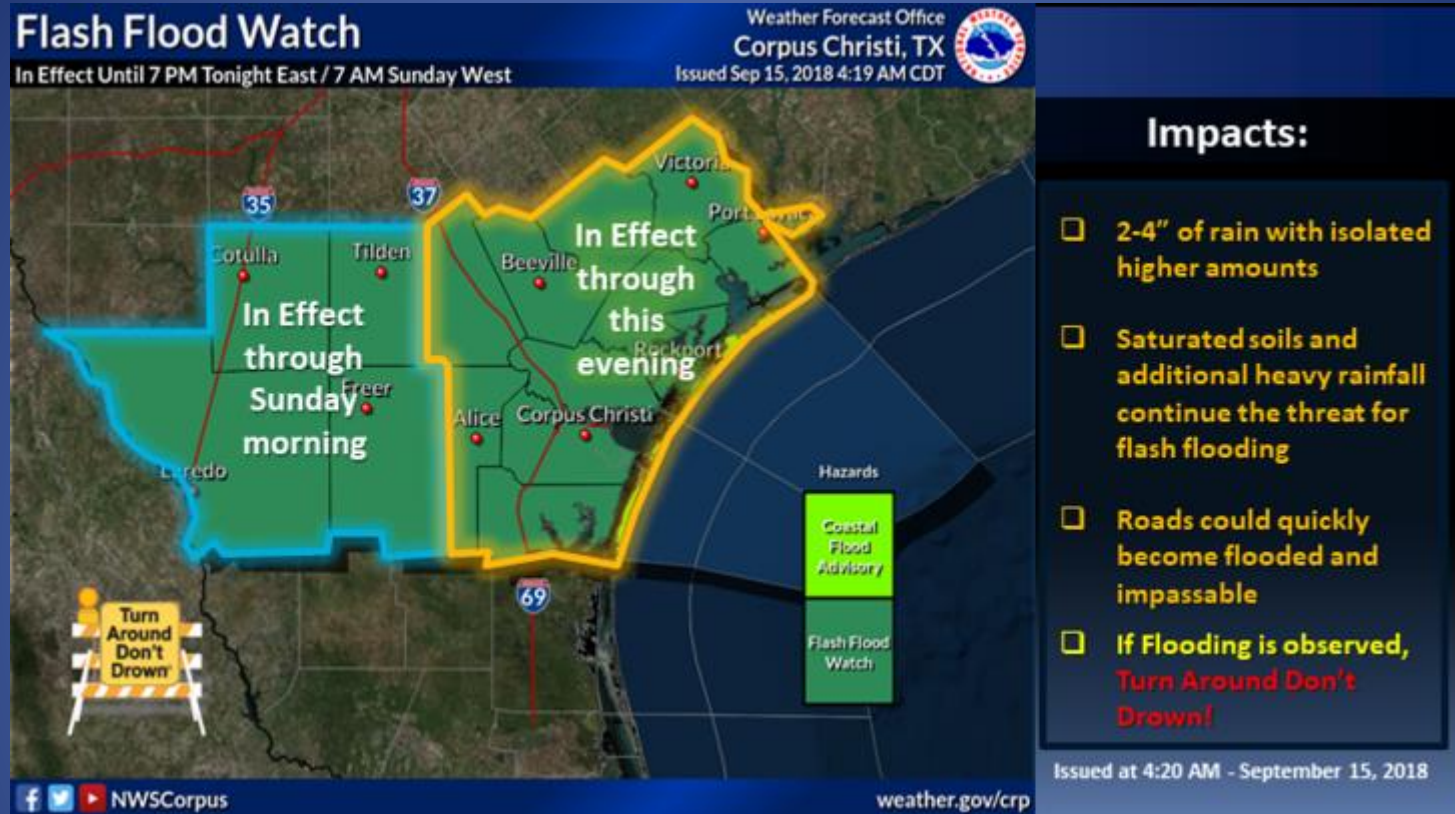 Flash Flood Watch
In Effect Until 7 PM Tonight East / 7 AM Sunday West
Weather Forecast Office
Corpus Christi, TX
Issued Sep 15, 2018 4:19 AM CDT
35
37
Victoria
Cotulla
Tilden
Beeville
In Effect
through
this
evening
Rockport
In Effect
through
Sunday
morning
Freer
Alice
Corpus Christi
Laredo
69
Hazards
Coastal
Flood
Advisory
Flash Flood
Watch
Turn
Around
Don't
Drown
NWSCorpus
weather.gov/crp
Impacts:
2-4” of rain with isolated
higher amounts
Saturated soils and
additional heavy rainfall
continue the threat for
flash flooding
Roads could quickly
become flooded and
impassable
If Flooding is observed,
Turn Around Don’t
Drown!
Issued at 4:20 AM - September 15, 2018